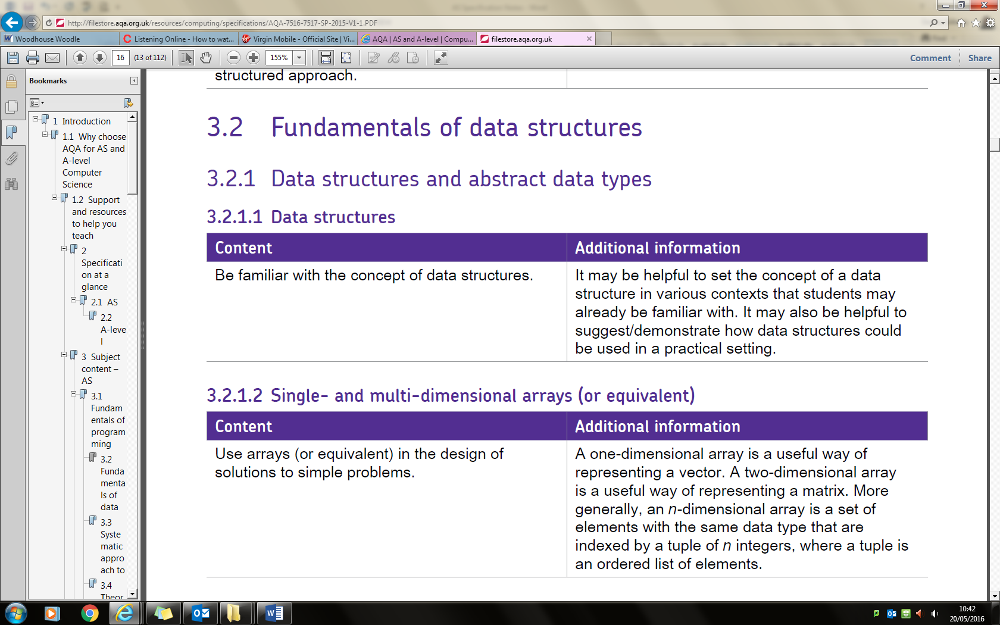 http://filestore.aqa.org.uk/resources/computing/specifications/AQA-7516-7517-SP-2015-V1-1.PDF
Woodhouse Woodle
Listening Online - How to wat...
Virgin Mobile - Official Site | Vi...
AQA | AS and A-level | Compu...
filestore.aqa.org.uk
16 (13 of 112)
155%
Comment
Share
Bookmarks
1 Introduction
1.1 Why choose
AQA for AS and
A-level
Computer
Science
1.2 Support
and resources
to help you
teach
2
Specificati
on at a
glance
2.1 AS
2.2
A-leve
l
3 Subject
content –
AS
3.1
Fundam
entals of
program
ming
3.2
Funda
menta
ls of
data
3.3
Syste
matic
appro
ach to
3.4
Theor
structured approach.
3.2 Fundamentals of data structures
3.2.1 Data structures and abstract data types
3.2.1.1 Data structures
Content
Additional information
Be familiar with the concept of data structures.
It may be helpful to set the concept of a data
structure in various contexts that students may
already be familiar with. It may also be helpful to
suggest/demonstrate how data structures could
be used in a practical setting.
3.2.1.2 Single- and multi-dimensional arrays (or equivalent)
Content
Additional information
Use arrays (or equivalent) in the design of
solutions to simple problems.
A one-dimensional array is a useful way of
representing a vector. A two-dimensional array
is a useful way of representing a matrix. More
generally, an n-dimensional array is a set of
elements with the same data type that are
indexed by a tuple of n integers, where a tuple is
an ordered list of elements.
10:42
20/05/2016